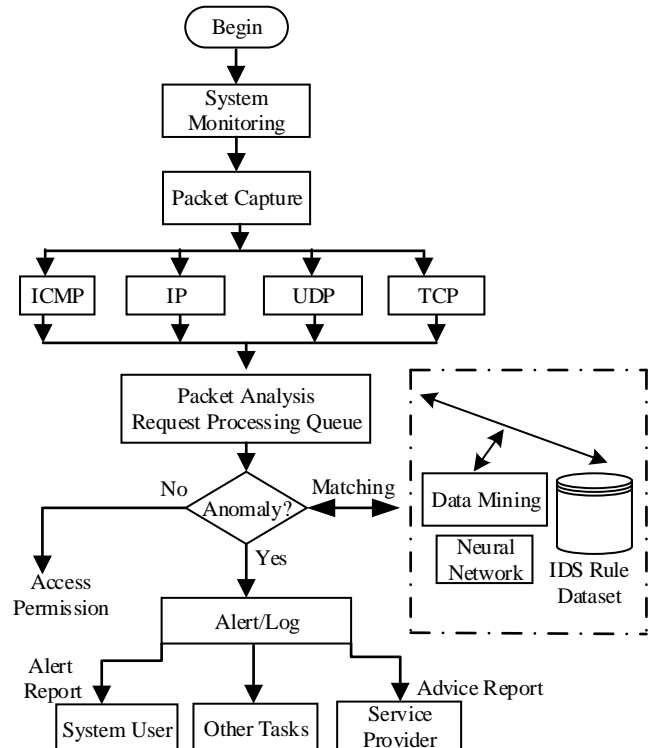 Begin
System
Monitoring
Packet Capture
ICMP
IP
UDP
TCP
Packet Analysis
Request Processing Queue
No
Anomaly?
Matching
Data Mining
Neural
Network
IDS Rule
Dataset
Yes
Access
Permission
Alert/Log
Alert
Report
Advice Report
System User
Other Tasks
Service
Provider